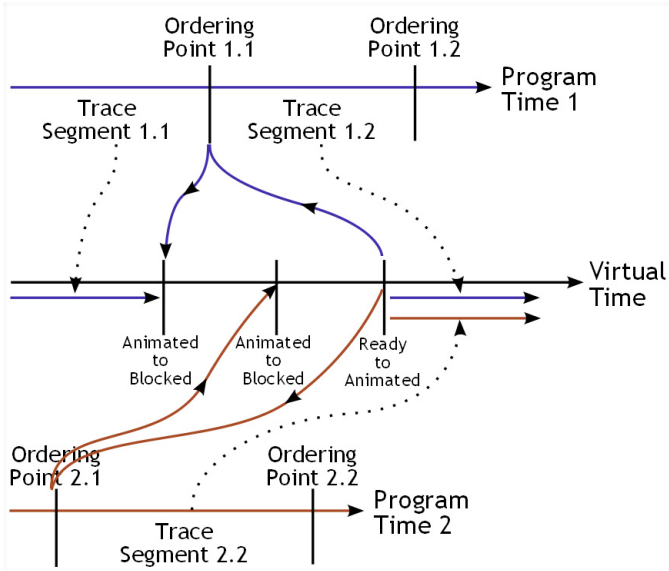 Ordering
Point 1.1
Ordering
Point 1.2
Program
Time 1
Trace
Segment 1.1
Trace
Segment 1.2
Virtual
Time
Animated
to
Blocked
Animated
to
Blocked
Ready
to
Animated
Ordering
Point 2.1
Ordering
Point 2.2
Program
Time 2
Trace
Segment 2.2